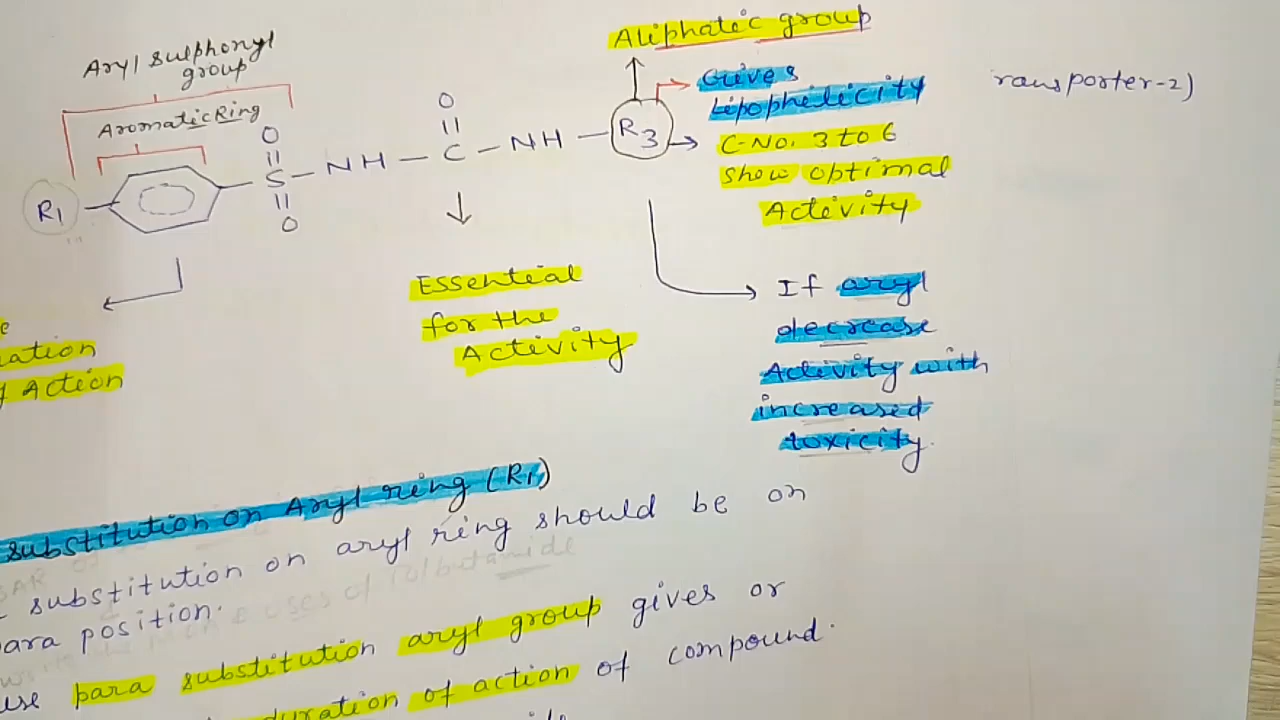 Aliphatic group
Aryl sulphonyl
group
Gives
Lipophilicity
ransporter-2)
Aromatic Ring
C-No. 3 to 6
show optimal
Activity
R1
O
S
O
NH
O
C
NH
R3
Essential
for the
Activity
If aryl
decrease
Activity with
increased
toxicity.
e
ation
Action
substitution on Aryl ring (R1)
substitution on aryl ring should be on
ara position.
use para substitution aryl group gives or
duration of action of compound.